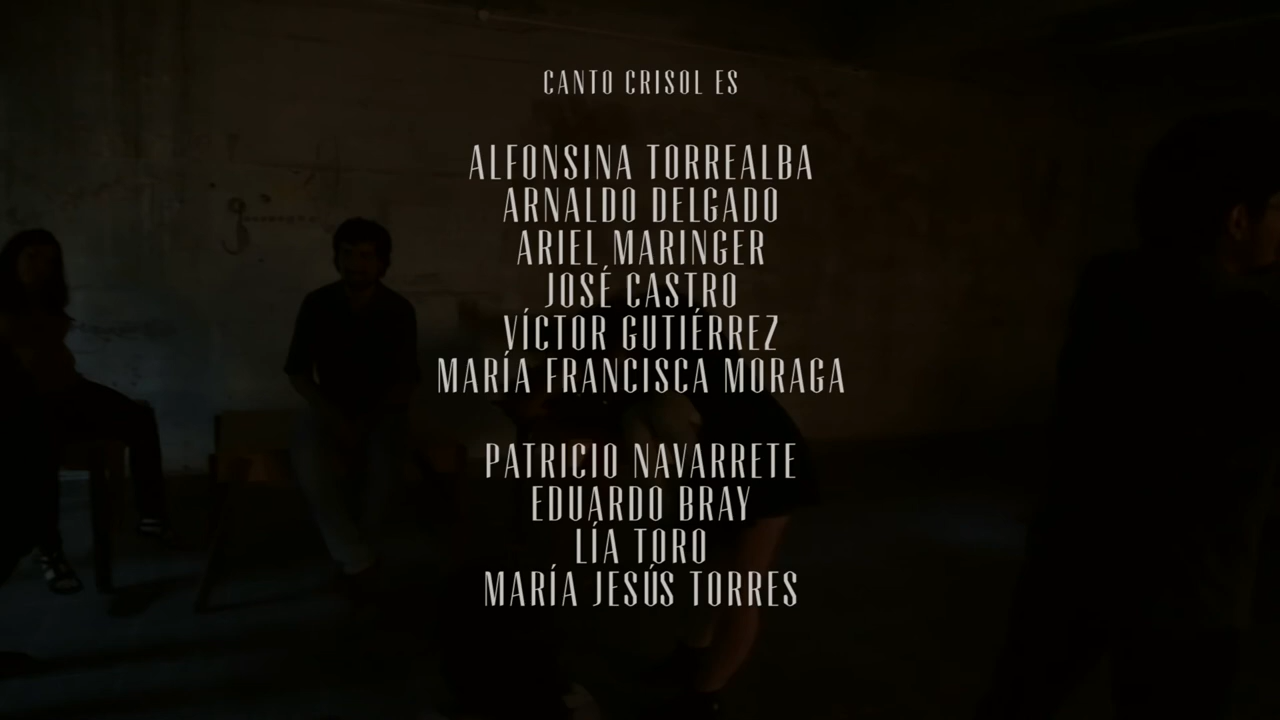 CANTO CRISOL ES
ALFONSINA TORREALBA
ARNALDO DELGADO
ARIEL MARINGER
JOSÉ CASTRO
VÍCTOR GUTIÉRREZ
MARÍA FRANCISCA MORAGA
PATRICIO NAVARRETE
EDUARDO BRAY
LÍA TORO
MARÍA JESÚS TORRES